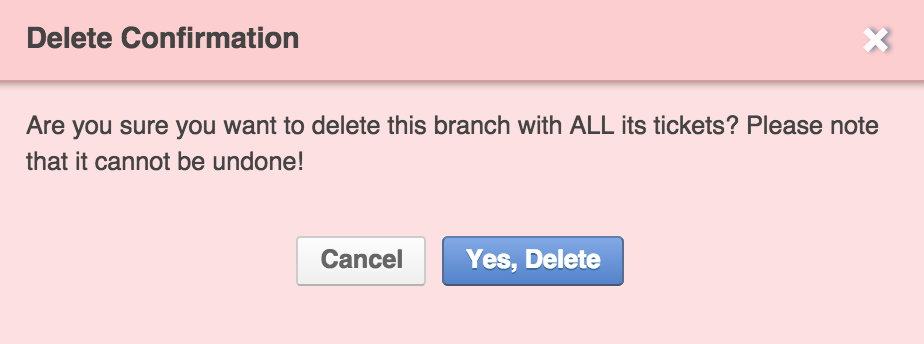 Delete Confirmation
Are you sure you want to delete this branch with ALL its tickets? Please note
that it cannot be undone!
Cancel
Yes, Delete